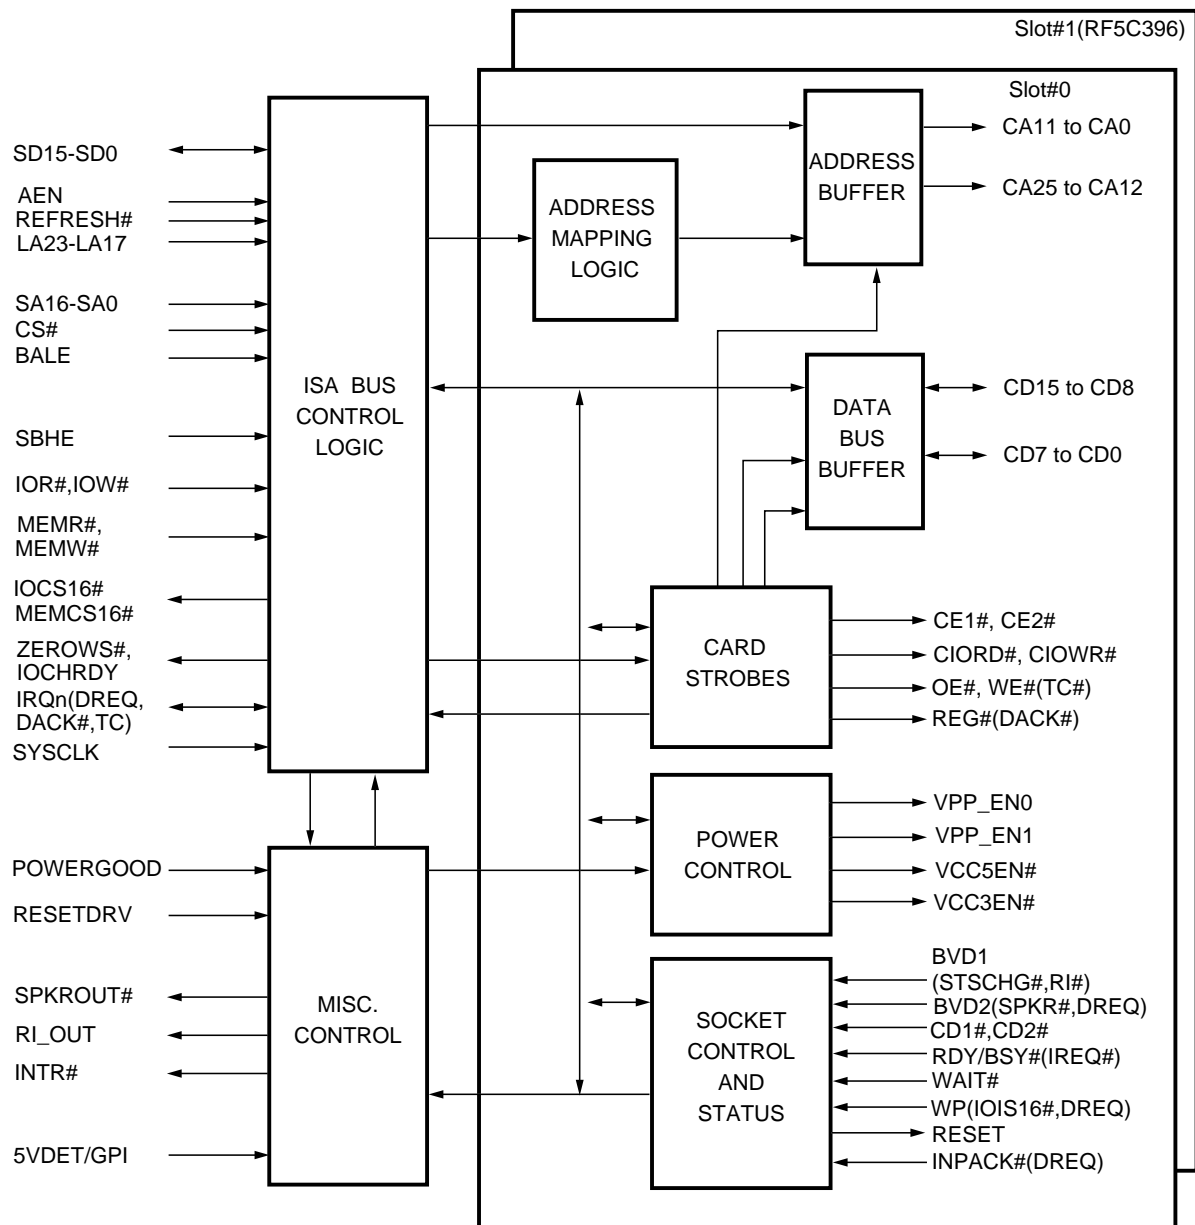 Slot#1(RF5C396)
Slot#0
SD15-SD0
AEN
REFRESH#
LA23-LA17
SA16-SA0
CS#
BALE
SBHE
IOR#,IOW#
MEMR#,
MEMW#
IOCS16#
MEMCS16#
ZEROWS#,
IOCHRDY
IRQn(DREQ,
DACK#,TC)
SYSCLK
POWERGOOD
RESETDRV
SPKROUT#
RI_OUT
INTR#
5VDET/GPI
ISA BUS
CONTROL
LOGIC
MISC.
CONTROL
ADDRESS
MAPPING
LOGIC
ADDRESS
BUFFER
DATA
BUS
BUFFER
CARD
STROBES
POWER
CONTROL
SOCKET
CONTROL
AND
STATUS
CA11 to CA0
CA25 to CA12
CD15 to CD8
CD7 to CD0
CE1#, CE2#
CIORD#, CIOWR#
OE#, WE#(TC#)
REG#(DACK#)
VPP_EN0
VPP_EN1
VCC5EN#
VCC3EN#
BVD1
(STSCHG#,RI#)
BVD2(SPKR#,DREQ)
CD1#,CD2#
RDY/BSY#(IREQ#)
WAIT#
WP(IOIS16#,DREQ)
RESET
INPACK#(DREQ)